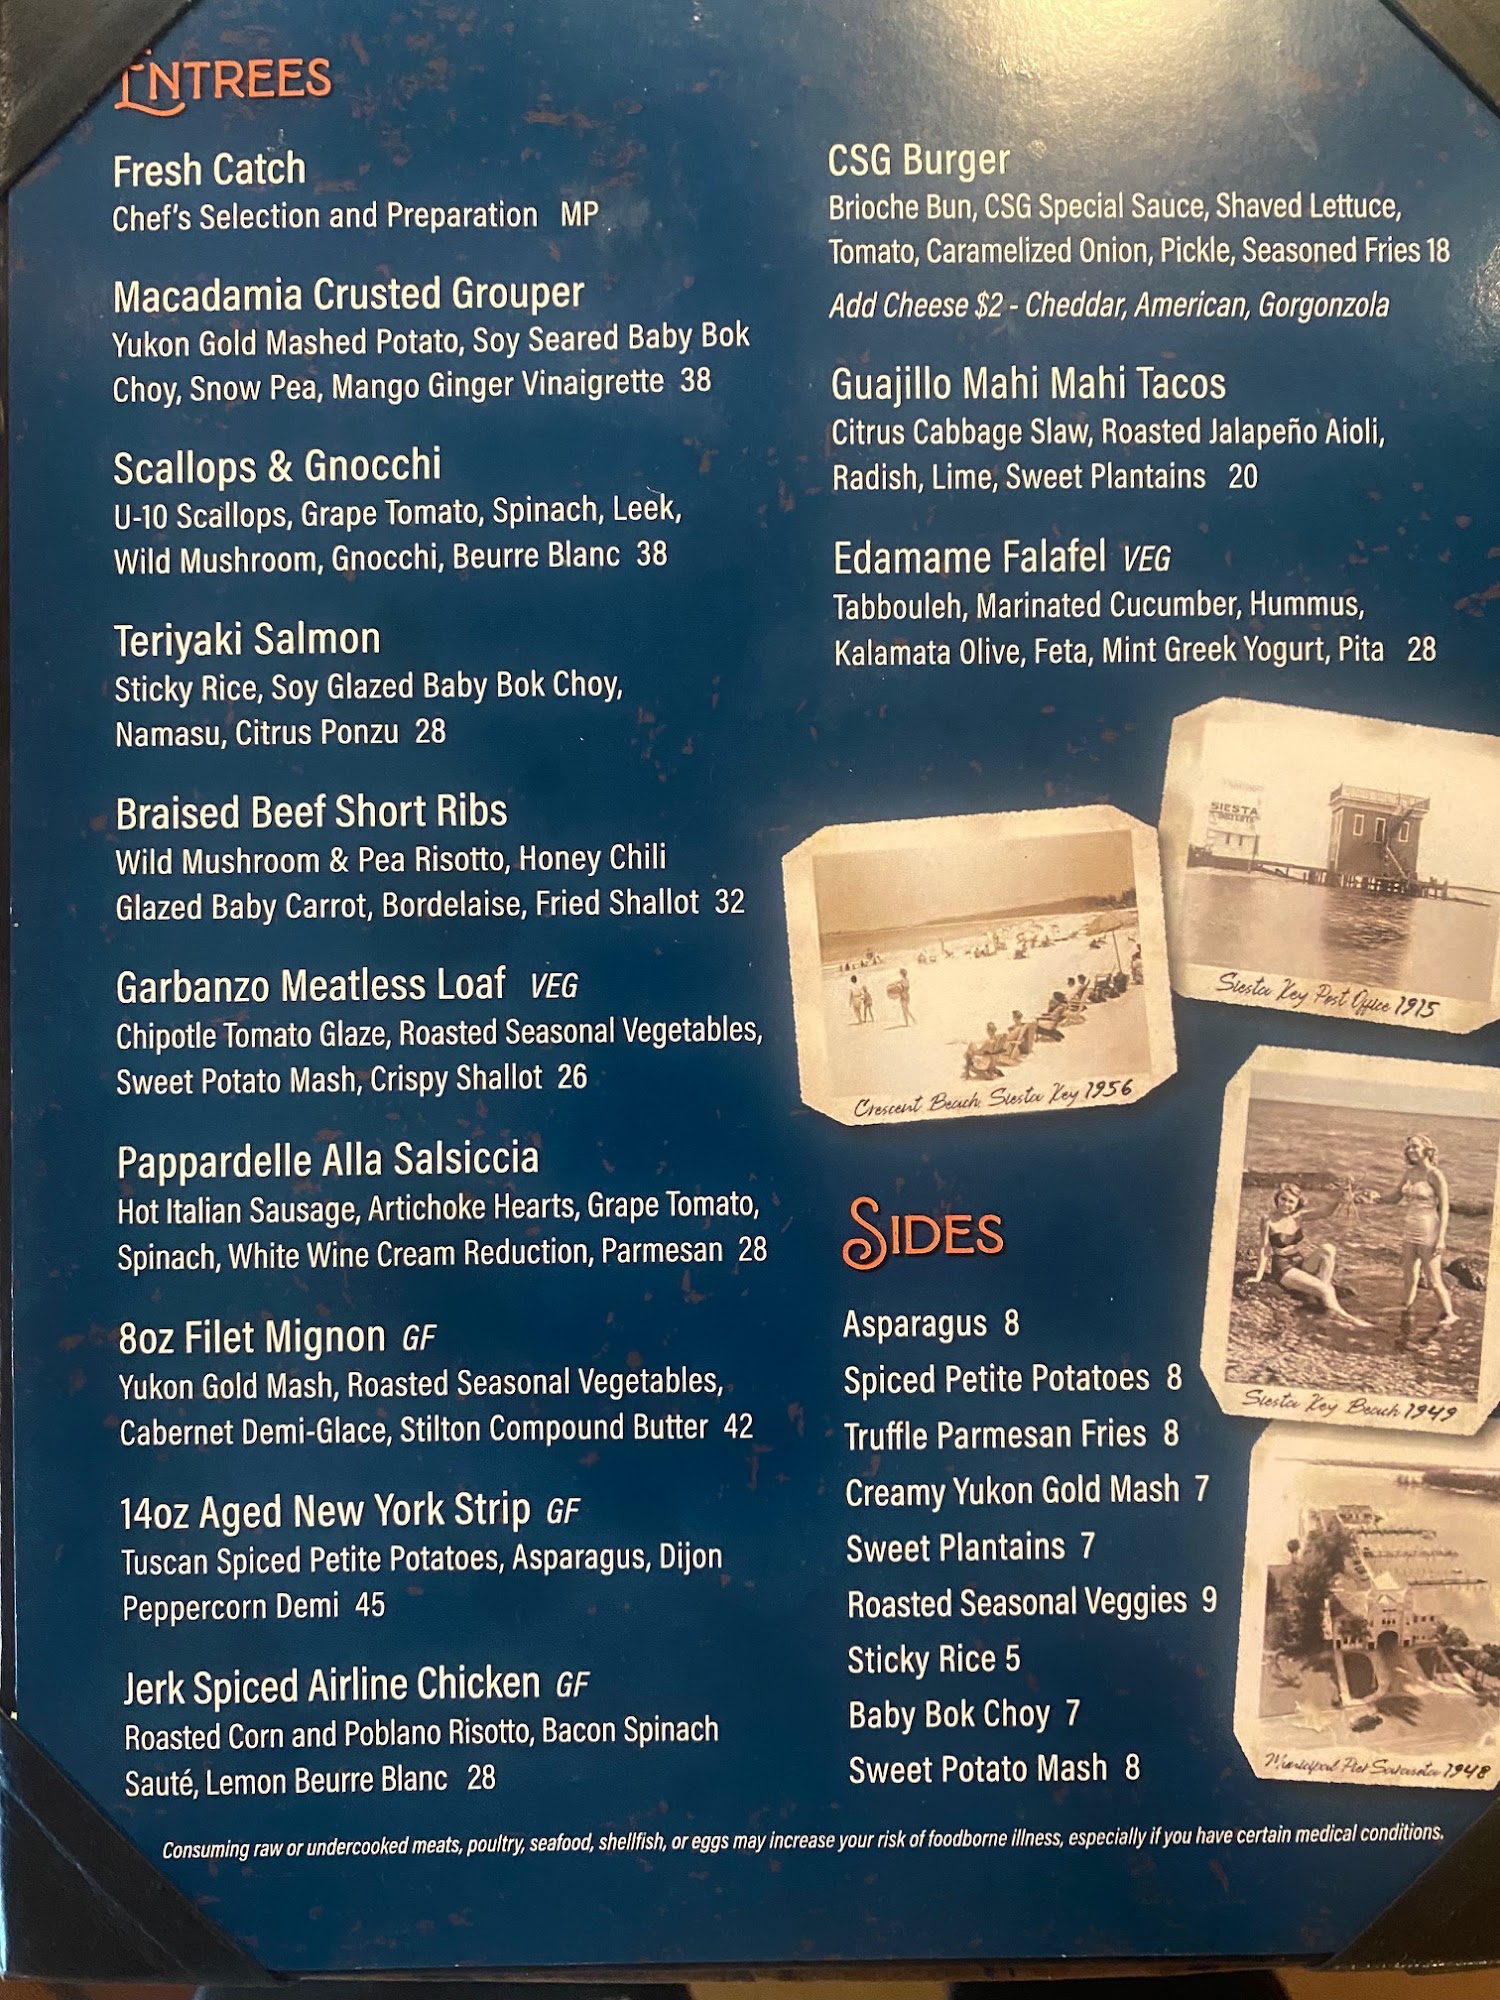 ENTREES
Fresh Catch
Chef's Selection and Preparation MP
Macadamia Crusted Grouper
Yukon Gold Mashed Potato, Soy Seared Baby Bok
Choy, Snow Pea, Mango Ginger Vinaigrette 38
Scallops & Gnocchi
U-10 Scallops, Grape Tomato, Spinach, Leek,
Wild Mushroom, Gnocchi, Beurre Blanc 38
Teriyaki Salmon
Sticky Rice, Soy Glazed Baby Bok Choy,
Namasu, Citrus Ponzu 28
Braised Beef Short Ribs
Wild Mushroom & Pea Risotto, Honey Chili
Glazed Baby Carrot, Bordelaise, Fried Shallot 32
Garbanzo Meatless Loaf VEG
Chipotle Tomato Glaze, Roasted Seasonal Vegetables,
Sweet Potato Mash, Crispy Shallot 26
Pappardelle Alla Salsiccia
Hot Italian Sausage, Artichoke Hearts, Grape Tomato,
Spinach, White Wine Cream Reduction, Parmesan 28
8oz Filet Mignon GF
Yukon Gold Mash, Roasted Seasonal Vegetables,
Cabernet Demi-Glace, Stilton Compound Butter 42
14oz Aged New York Strip GF
Tuscan Spiced Petite Potatoes, Asparagus, Dijon
Peppercorn Demi 45
Jerk Spiced Airline Chicken GF
Roasted Corn and Poblano Risotto, Bacon Spinach
Sauté, Lemon Beurre Blanc 28
CSG Burger
Brioche Bun, CSG Special Sauce, Shaved Lettuce,
Tomato, Caramelized Onion, Pickle, Seasoned Fries 18
Add Cheese $2 - Cheddar, American, Gorgonzola
Guajillo Mahi Mahi Tacos
Citrus Cabbage Slaw, Roasted Jalapeño Aioli,
Radish, Lime, Sweet Plantains 20
Edamame Falafel VEG
Tabbouleh, Marinated Cucumber, Hummus,
Kalamata Olive, Feta, Mint Greek Yogurt, Pita 28
SIESTA
Siesta Key Post Office 1915
Crescent Beach, Siesta Key 1956
Siesta Key Beach 1949
Municipal Pier Sarasota 1948
SIDES
Asparagus 8
Spiced Petite Potatoes 8
Truffle Parmesan Fries 8
Creamy Yukon Gold Mash 7
Sweet Plantains 7
Roasted Seasonal Veggies 9
Sticky Rice 5
Baby Bok Choy 7
Sweet Potato Mash 8
Consuming raw or undercooked meats, poultry, seafood, shellfish, or eggs may increase your risk of foodborne illness, especially if you have certain medical conditions.